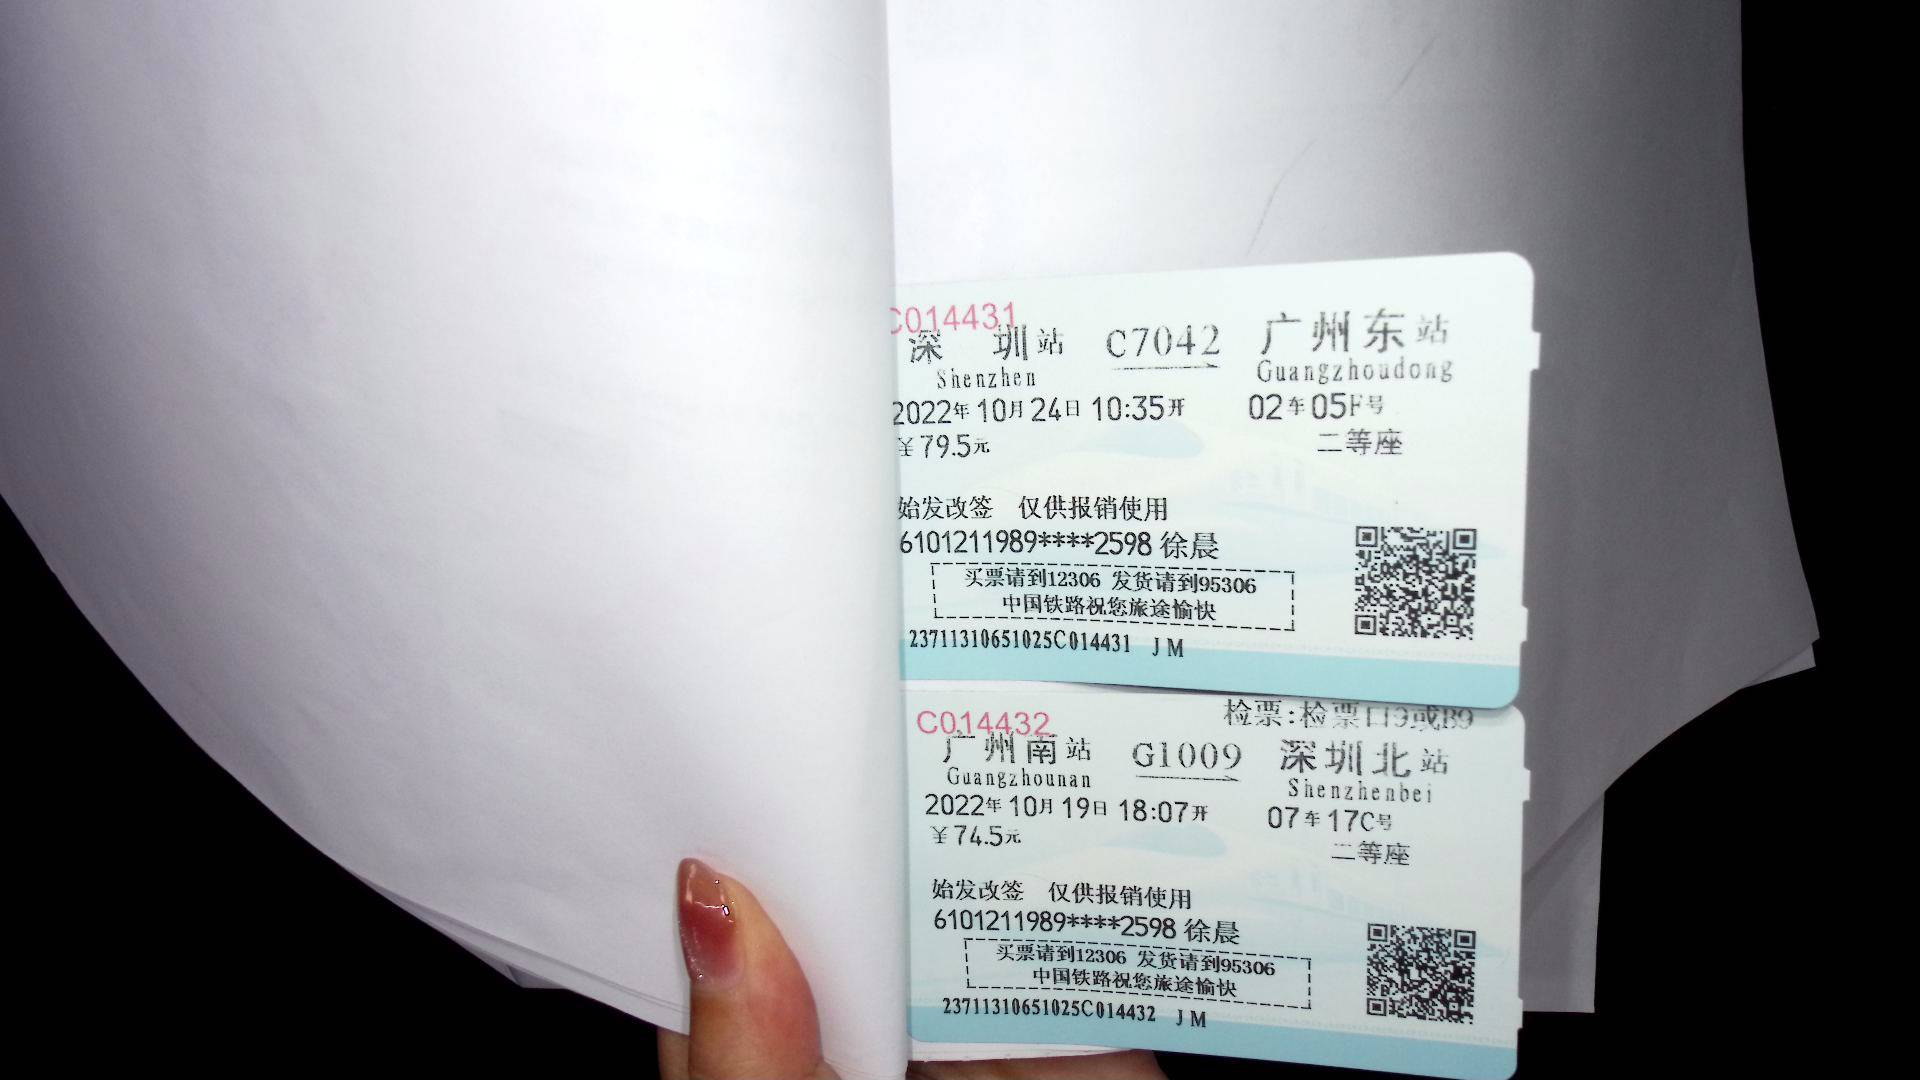 C014431
深圳站 C7042 广州东站
Shenzhen Guangzhoudong
2022年10月24日10:35开 02车05F号
¥79.5元 二等座
始发改签 仅供报销使用
6101211989****2598 徐晨
买票请到12306 发货请到95306
中国铁路祝您旅途愉快
23711310651025C014431 JM
C014432 检票:检票口9或B9
广州南站 G1009 深圳北站
Guangzhounan Shenzhenbei
2022年10月19日18:07开 07车17C号
¥74.5元 二等座
始发改签 仅供报销使用
6101211989****2598 徐晨
买票请到12306 发货请到95306
中国铁路祝您旅途愉快
23711310651025C014432 JM